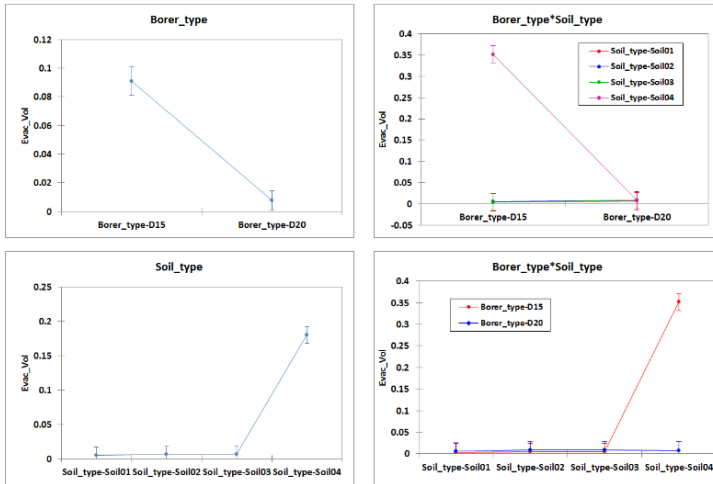 Borer_type
0.12
0.1
0.08
0.06
0.04
0.02
0
Evac_Vol
Borer_type-D15 Borer_type-D20
Borer_type*Soil_type
0.4
0.35
0.3
0.25
0.2
0.15
0.1
0.05
0
-0.05
Evac_Vol
Soil_type-Soil01
Soil_type-Soil02
Soil_type-Soil03
Soil_type-Soil04
Borer_type-D15 Borer_type-D20
Soil_type
0.25
0.2
0.15
0.1
0.05
0
Evac_Vol
Soil_type-Soil01 Soil_type-Soil02 Soil_type-Soil03 Soil_type-Soil04
Borer_type*Soil_type
0.4
0.35
0.3
0.25
0.2
0.15
0.1
0.05
0
Evac_Vol
Borer_type-D15
Borer_type-D20
Soil_type-Soil01 Soil_type-Soil02 Soil_type-Soil03 Soil_type-Soil04